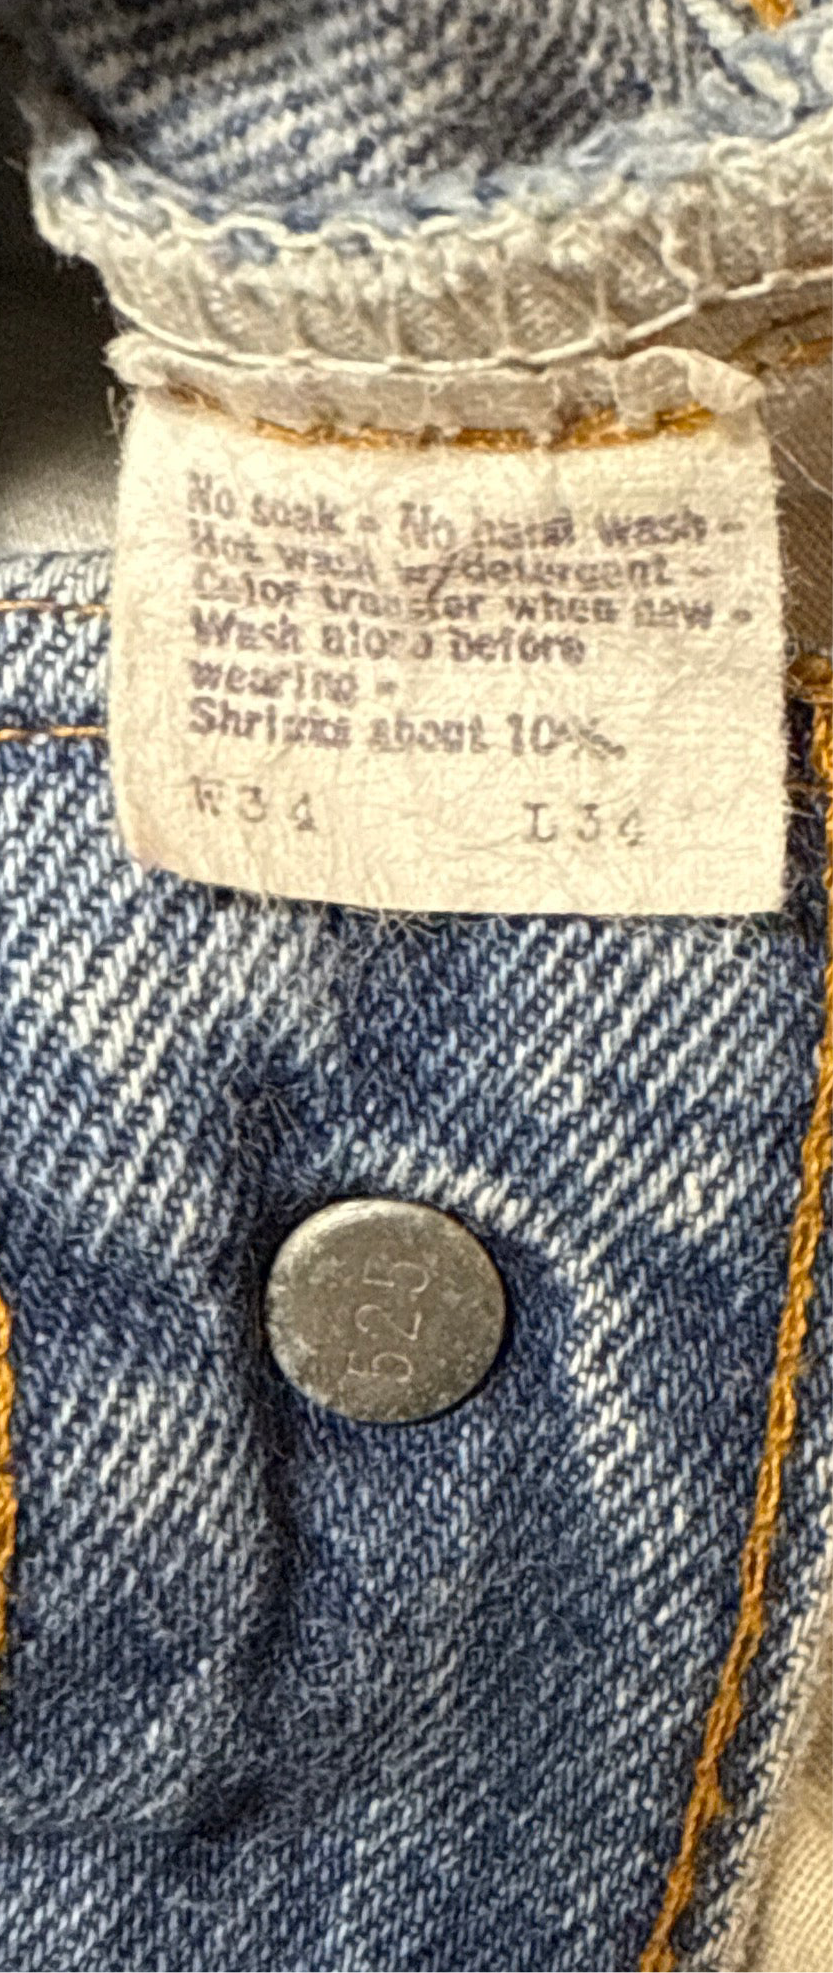 No soak - No hand wash -
Hot wash w/detergent -
Color transfer when new -
Wash alone before
wearing -
Shrinks about 10%.
W34 L34
525